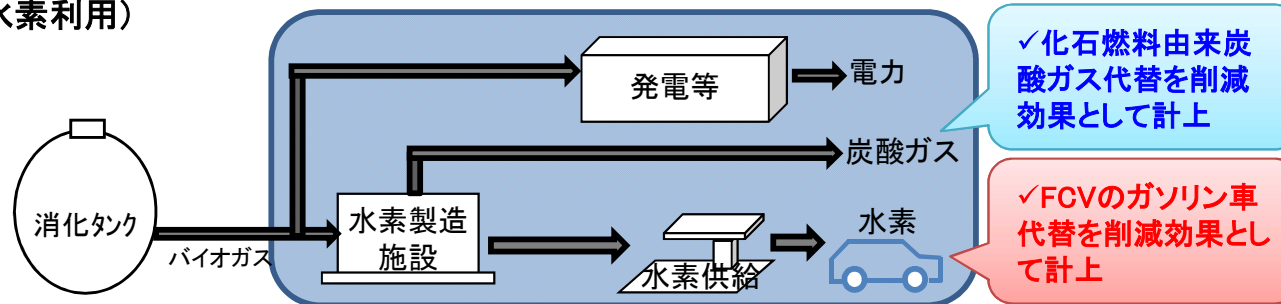 水素利用）
発電等
電力
炭酸ガス
消化タンク
バイオガス
水素製造
施設
水素供給
水素
✓化石燃料由来炭
酸ガス代替を削減
効果として計上
✓FCVのガソリン車
代替を削減効果とし
て計上